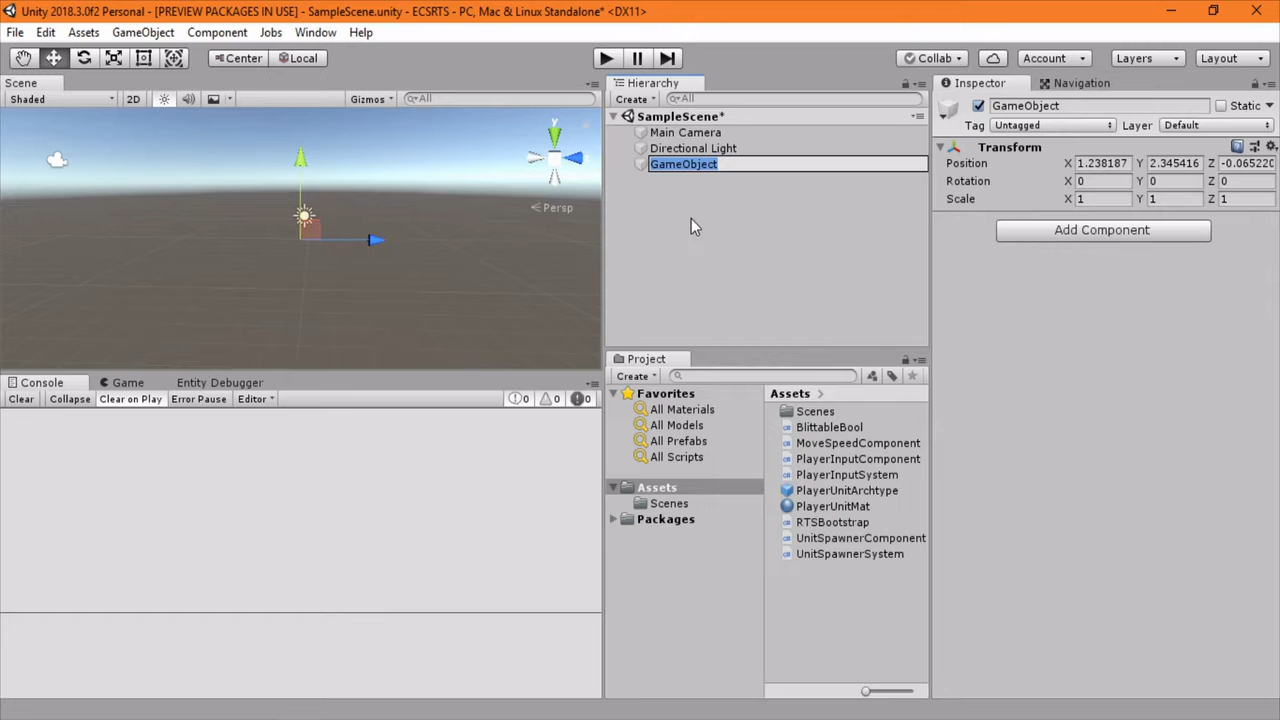 Unity 2018.3.0f2 Personal - [PREVIEW PACKAGES IN USE] - SampleScene.unity - ECSRTS - PC, Mac & Linux Standalone* <DX11>
File Edit Assets GameObject Component Jobs Window Help
Center Local Collab Account Layers Layout
Scene
Shaded 2D Gizmos All
y
Persp
Hierarchy
Create All
SampleScene*
Main Camera
Directional Light
GameObject
Inspector Navigation
GameObject Static
Tag Untagged Layer Default
Transform
Position X 1.238187 Y 2.345416 Z -0.065220
Rotation X 0 Y 0 Z 0
Scale X 1 Y 1 Z 1
Add Component
Console Game Entity Debugger
Clear Collapse Clear on Play Error Pause Editor 0 0 0
Project
Create
Favorites
All Materials
All Models
All Prefabs
All Scripts
Assets
Scenes
Packages
Assets
Scenes
BlittableBool
MoveSpeedComponent
PlayerInputComponent
PlayerInputSystem
PlayerUnitArchtype
PlayerUnitMat
RTSBootstrap
UnitSpawnerComponent
UnitSpawnerSystem